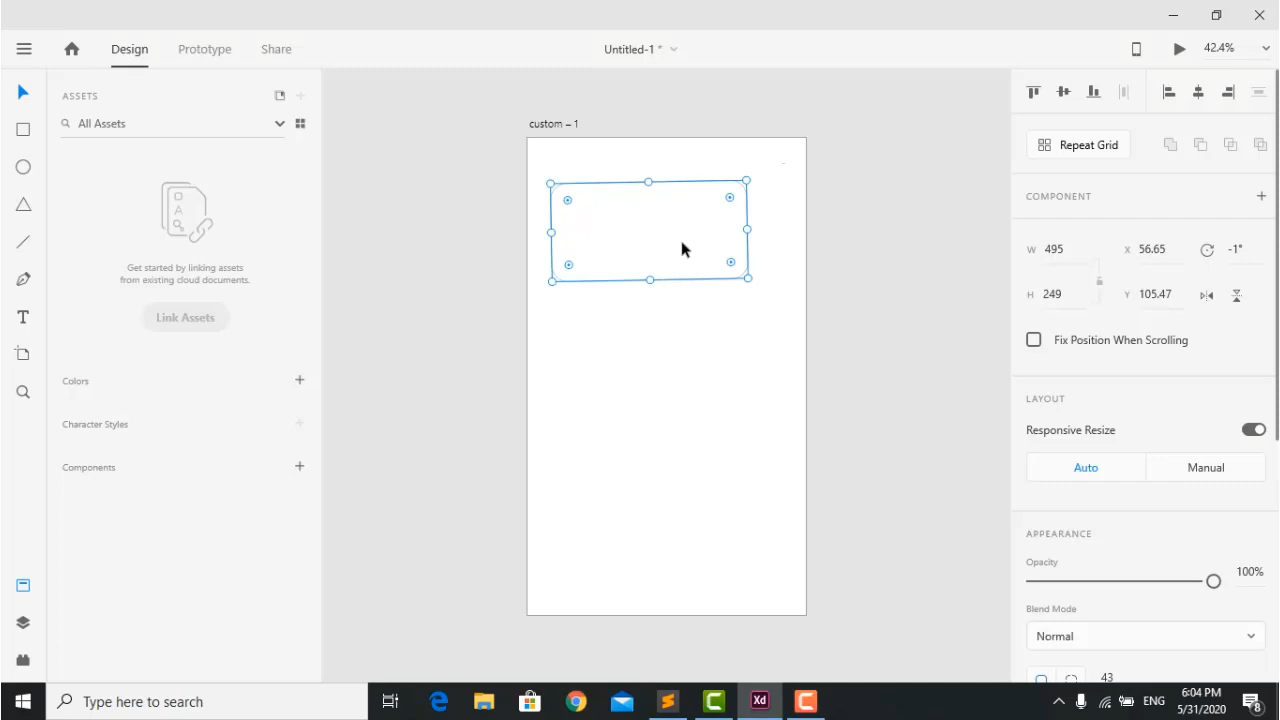 Design
Prototype
Share
Untitled-1 *
42.4%
ASSETS
All Assets
Get started by linking assets
from existing cloud documents.
Link Assets
Colors
Character Styles
Components
custom – 1
Repeat Grid
COMPONENT
W 495 X 56.65 -1°
H 249 Y 105.47
Fix Position When Scrolling
LAYOUT
Responsive Resize
Auto Manual
APPEARANCE
Opacity
100%
Blend Mode
Normal
43
Type here to search
Xd
ENG
6:04 PM
5/31/2020
8